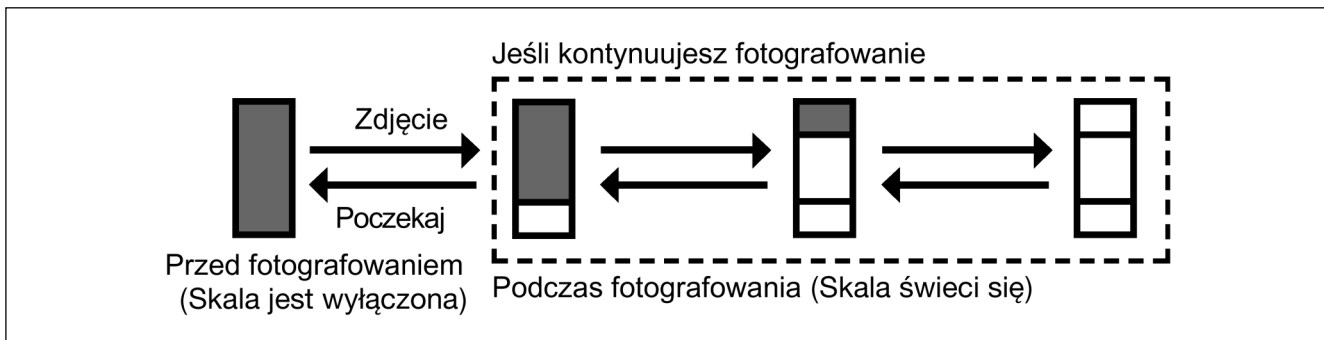 Jeśli kontynuujesz fotografowanie
Zdjęcie
Poczekaj
Przed fotografowaniem
(Skala jest wyłączona)
Podczas fotografowania (Skala świeci się)